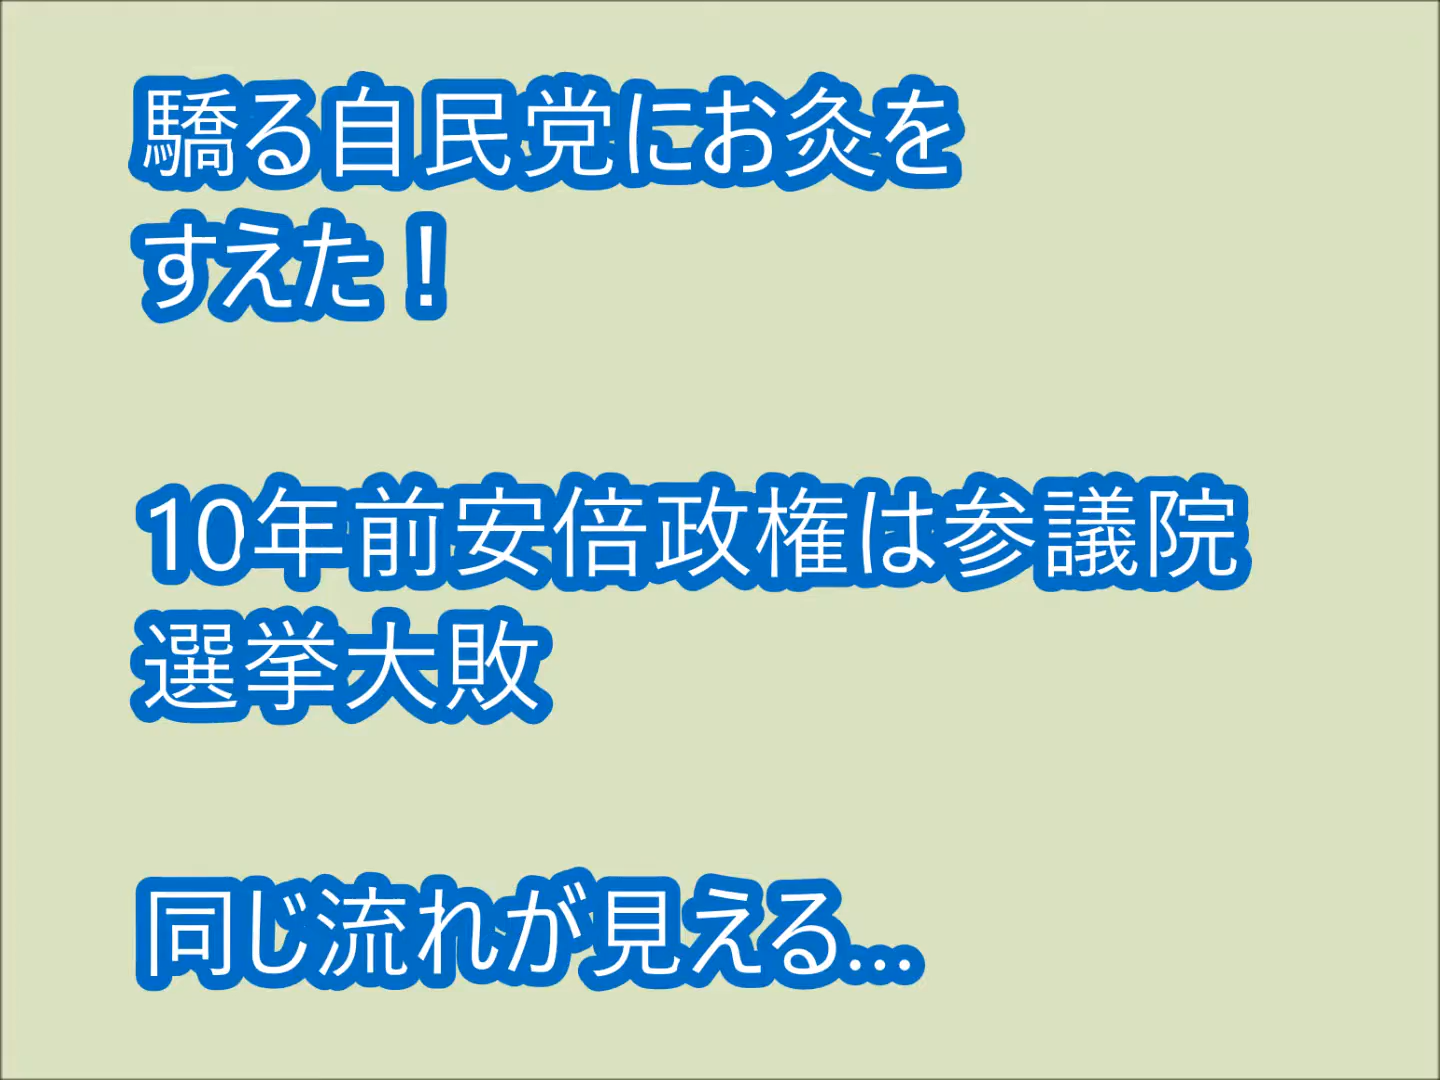 驕る自民党にお灸を
すえた！
10年前安倍政権は参議院
選挙大敗
同じ流れが見える...